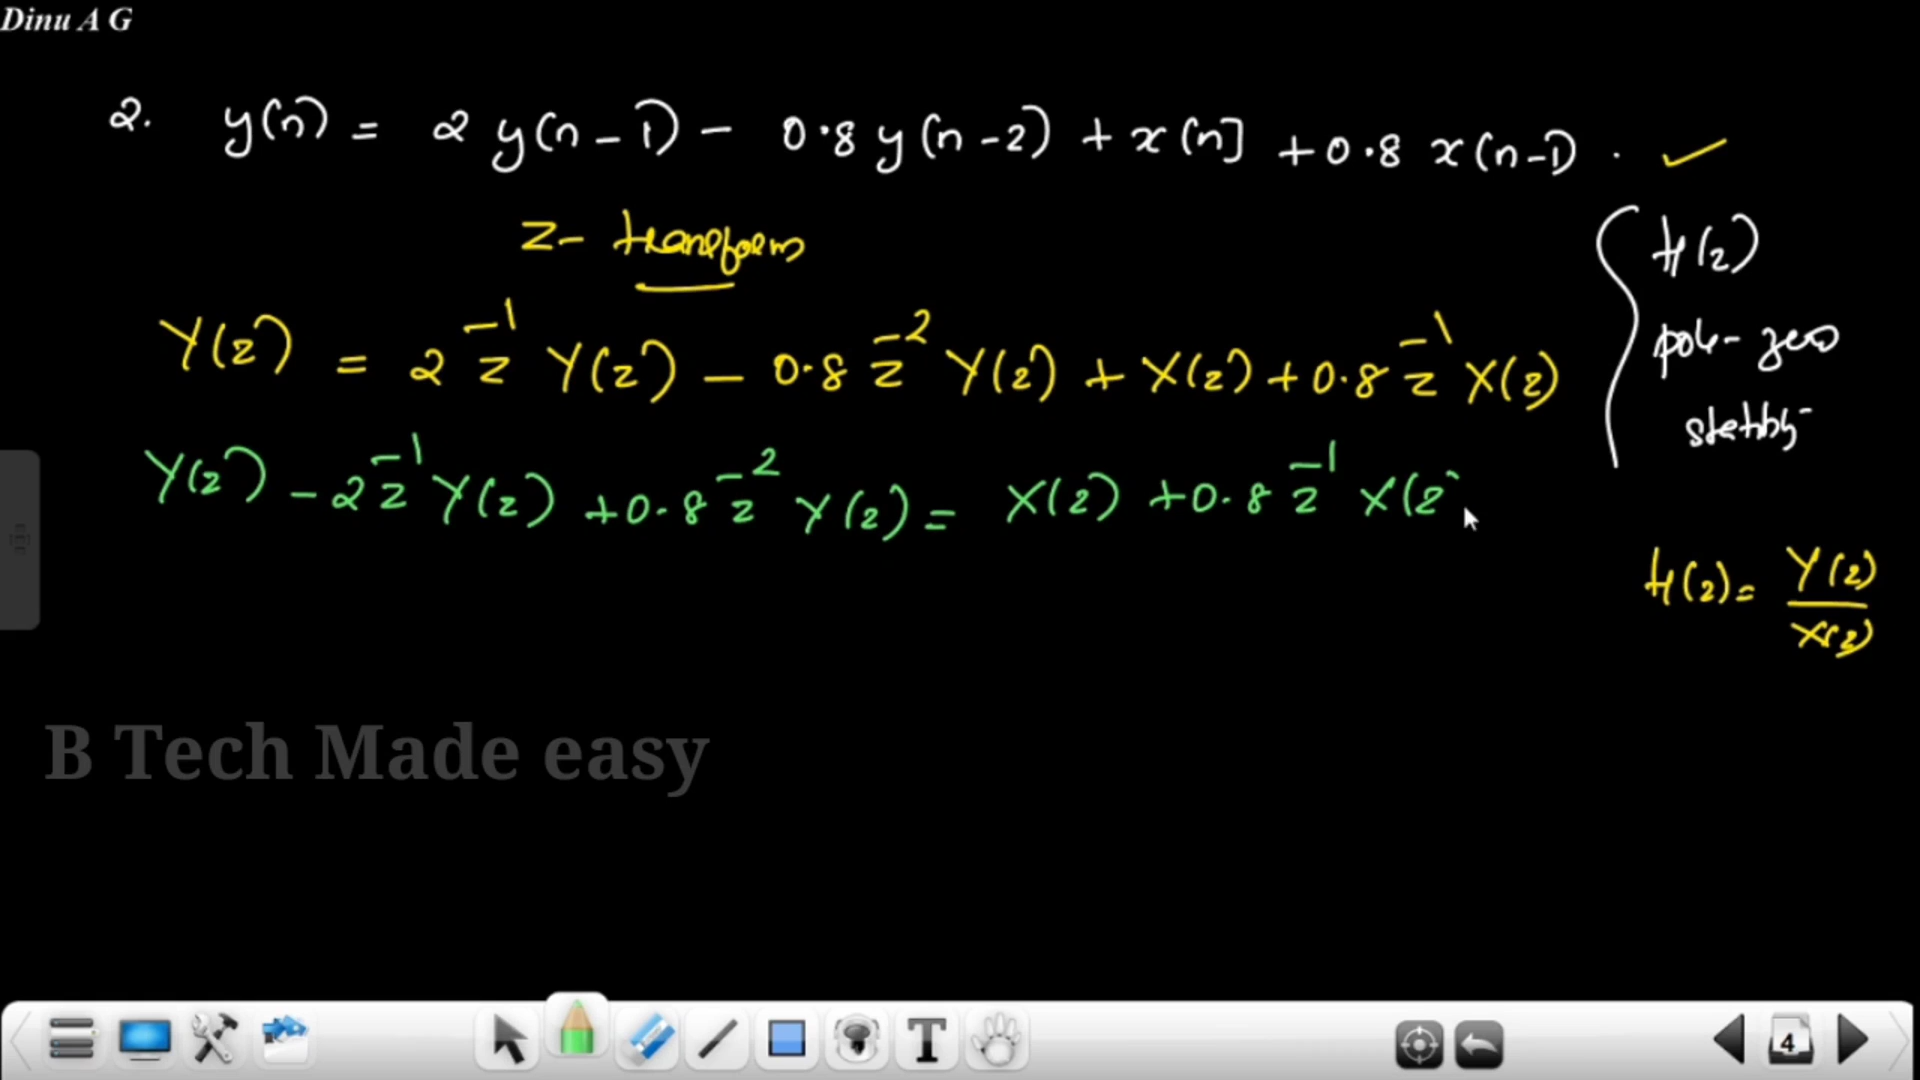 Dinu A G
2. y(n) = 2 y(n-1) - 0.8 y(n-2) + x(n] + 0.8 x(n-1) .
z- transform
H(z)
Y(z) = 2 z^-1 Y(z) - 0.8 z^-2 Y(z) + X(z) + 0.8 z^-1 X(z)
pole-zero
Y(z) - 2 z^-1 Y(z) + 0.8 z^-2 Y(z) = X(z) + 0.8 z^-1 X(z
H(z) = Y(z) / X(z)
B Tech Made easy
T
4